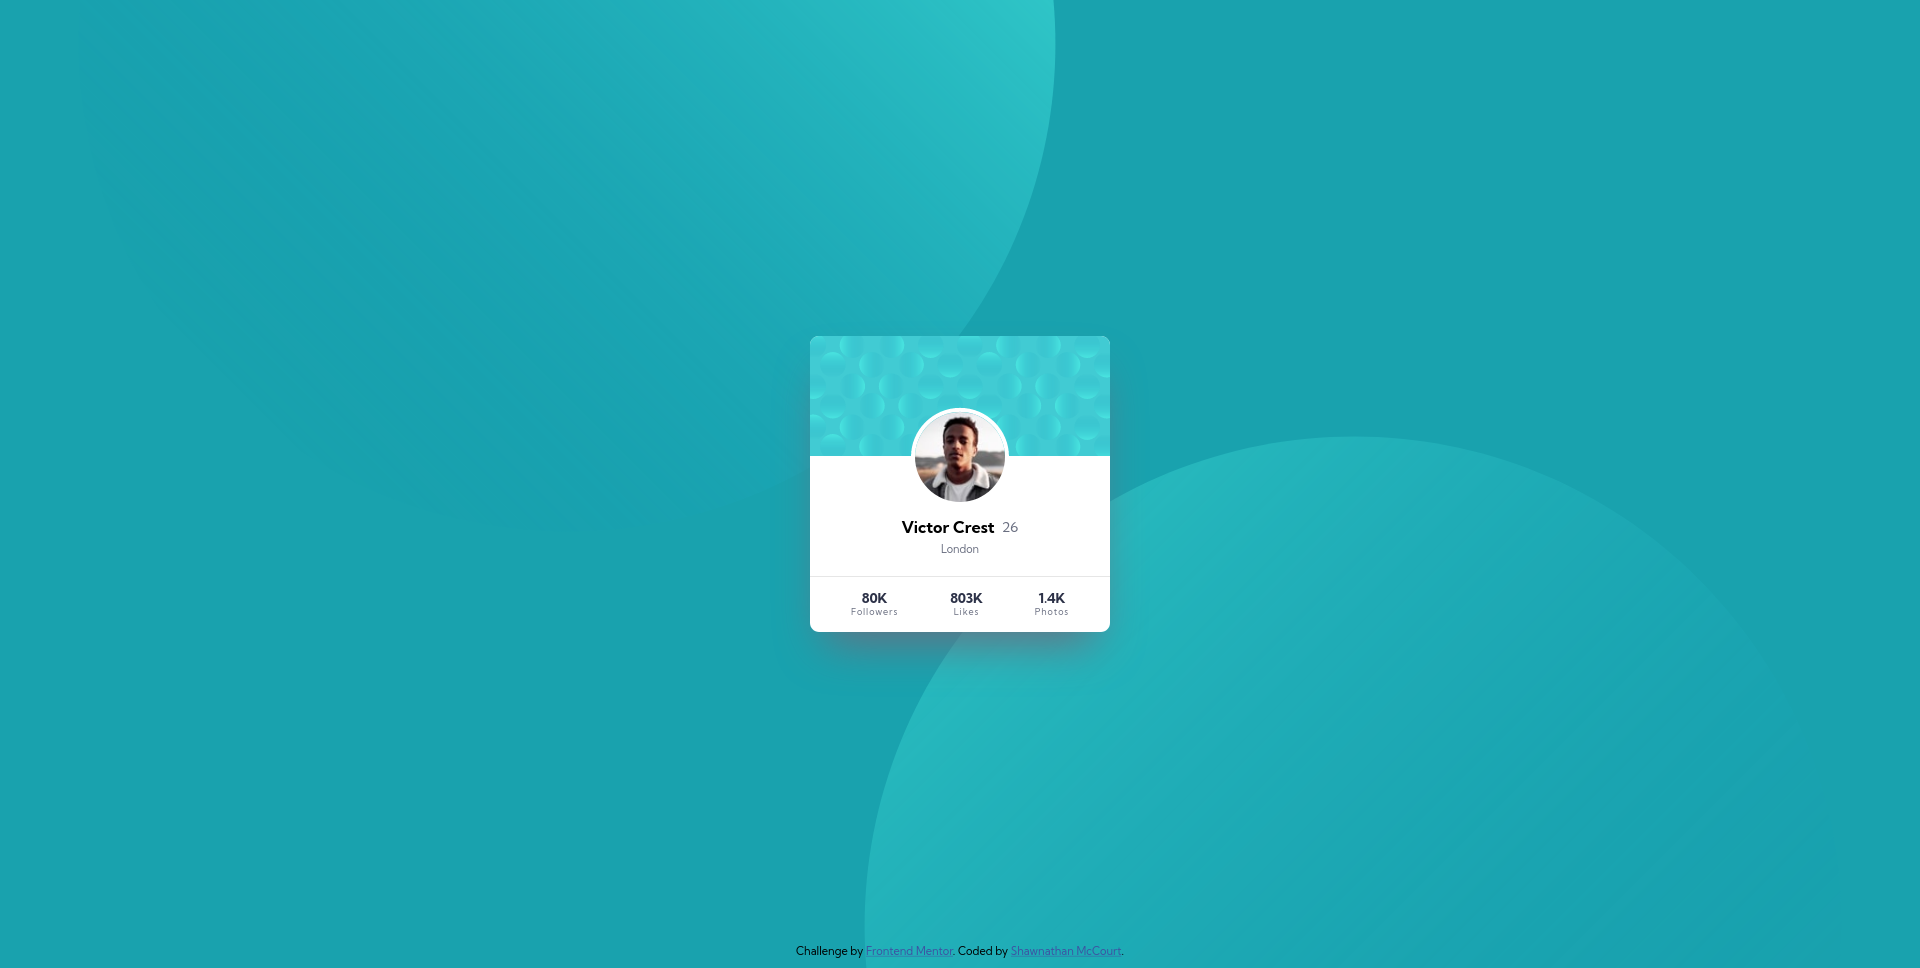 Victor Crest 26
London
80K 803K 1.4K
Followers Likes Photos
Challenge by Frontend Mentor. Coded by Shawnathan McCourt.